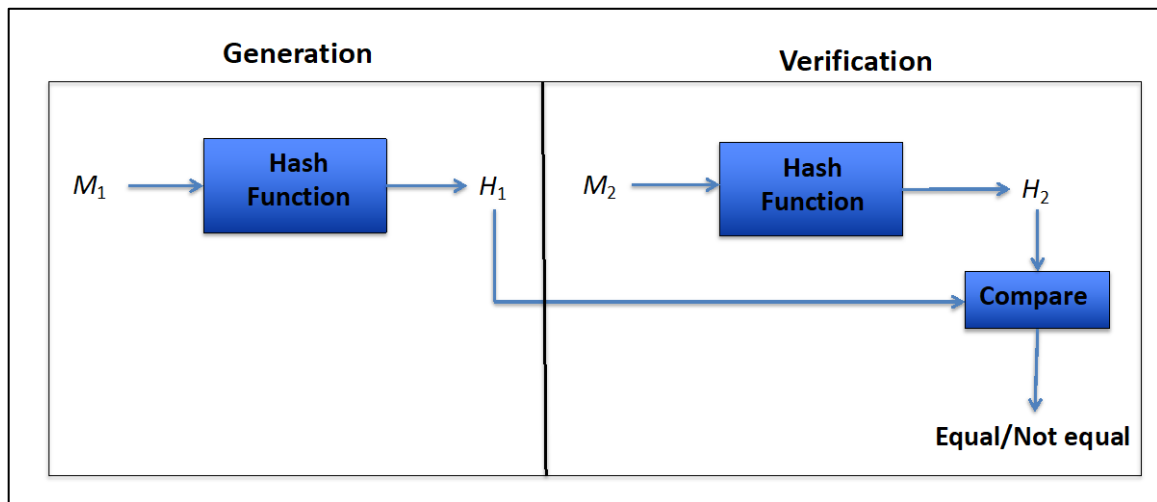 Generation
M₁
Hash
Function
H₁
Verification
M₂
Hash
Function
H₂
Compare
Equal/Not equal